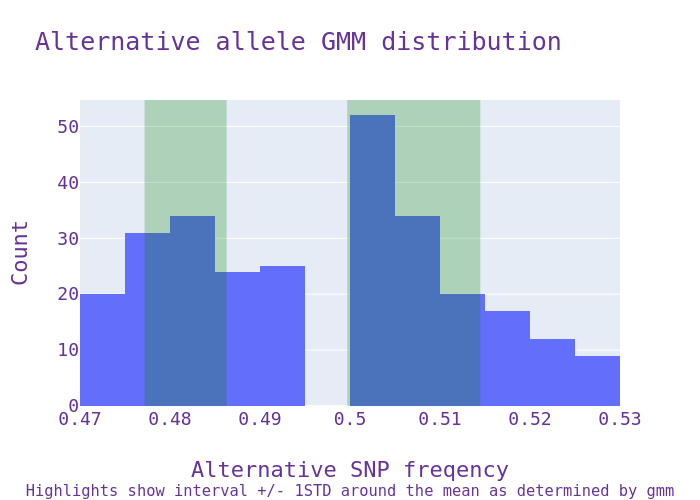 Alternative allele GMM distribution
50
40
30
20
10
0
Count
0.47 0.48 0.49 0.5 0.51 0.52 0.53
Alternative SNP freqency
Highlights show interval +/- 1STD around the mean as determined by gmm